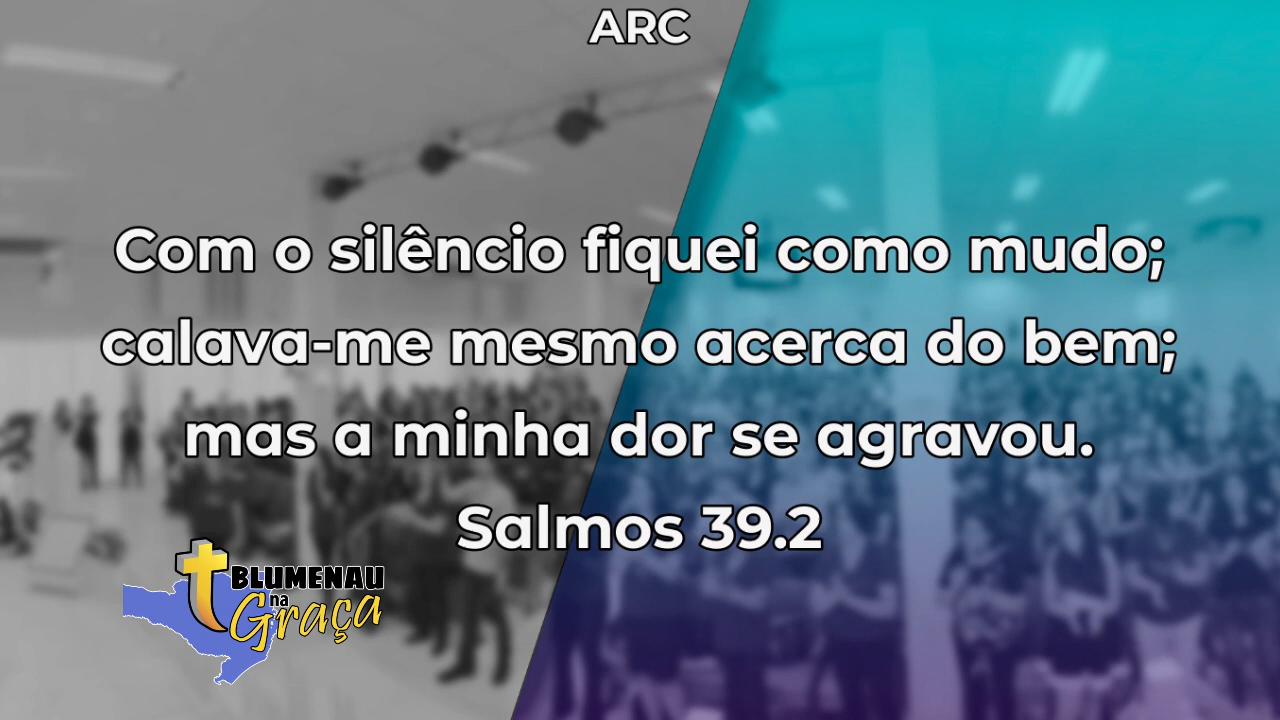 ARC
Com o silêncio fiquei como mudo;
calava-me mesmo acerca do bem;
mas a minha dor se agravou.
Salmos 39.2
BLUMENAU
na
Graça